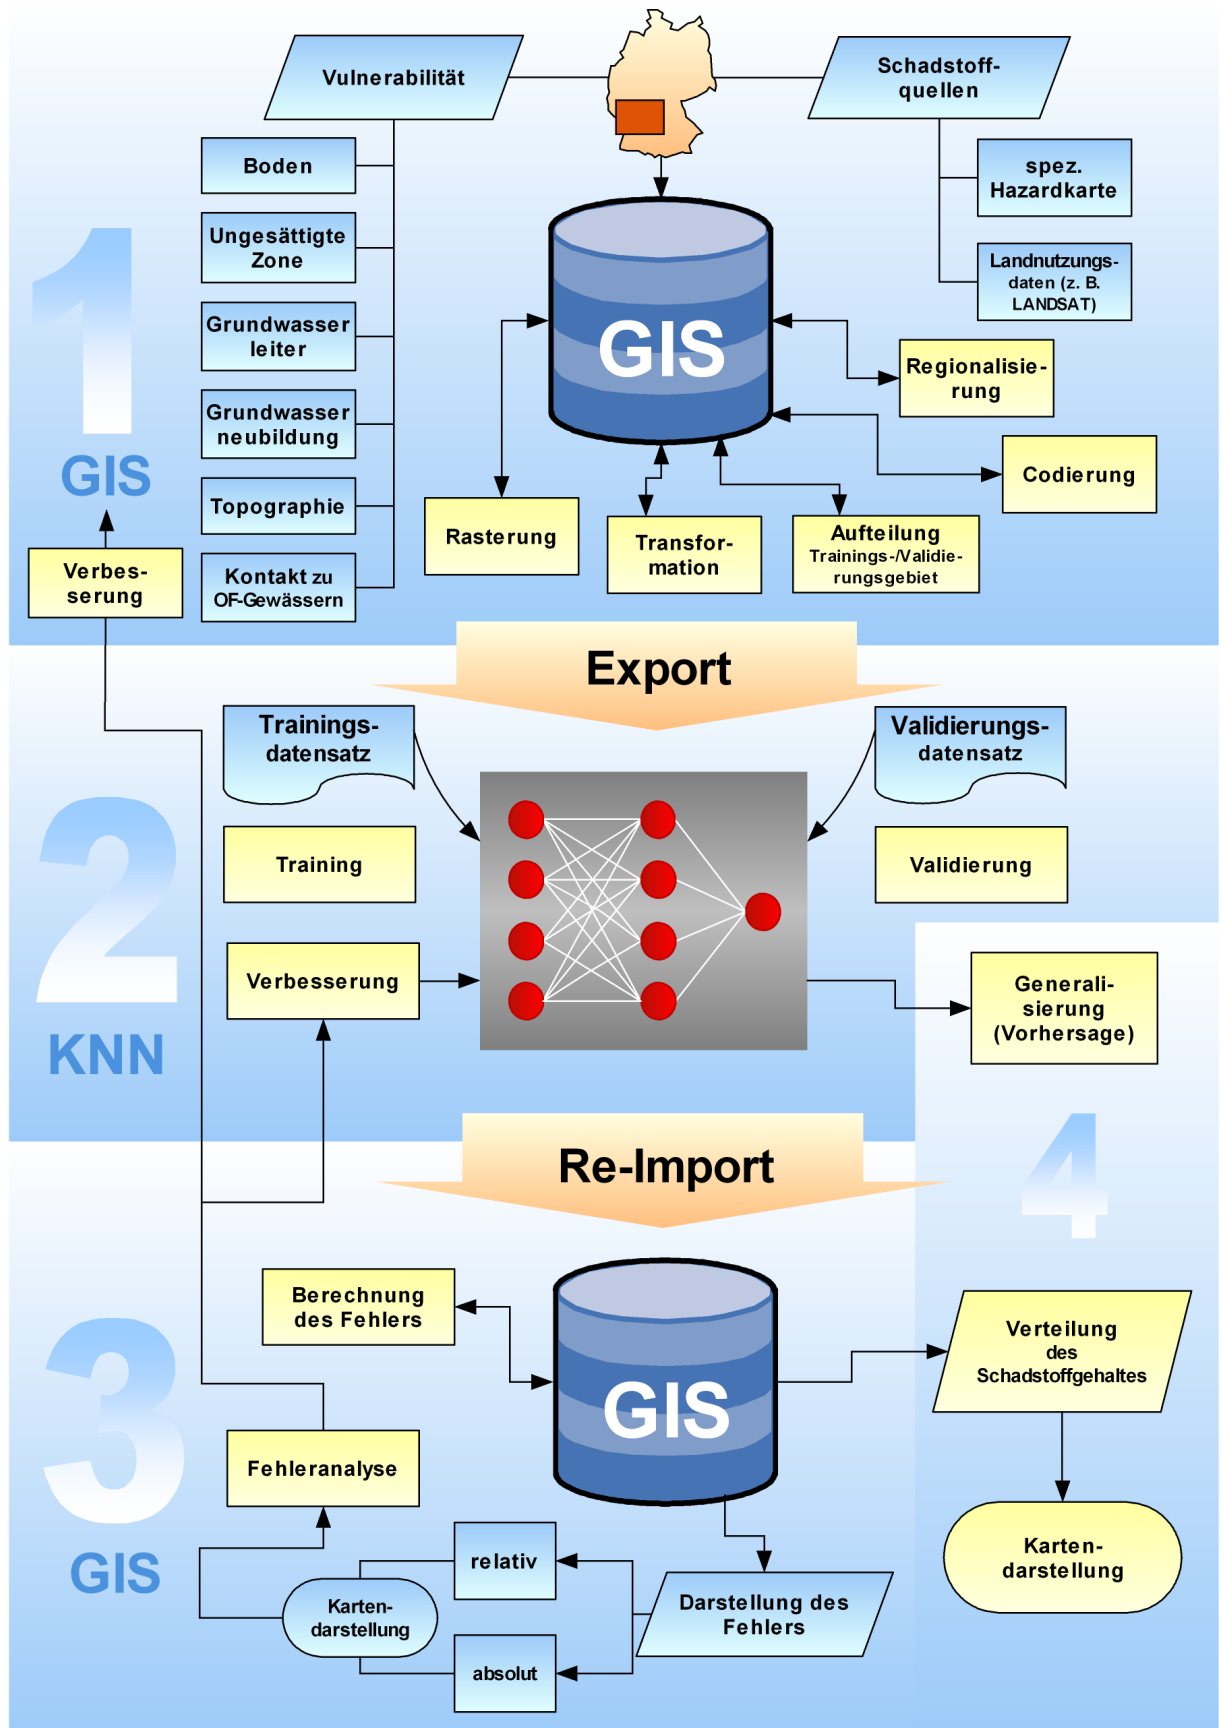 Vulnerabilität
Schadstoff-
quellen
Boden
Ungesättigte
Zone
Grundwasser
leiter
Grundwasser
neubildung
Topographie
Kontakt zu
OF-Gewässern
spez.
Hazardkarte
Landnutzungs-
daten (z. B.
LANDSAT)
GIS
Regionalisie-
rung
Codierung
Rasterung
Transfor-
mation
Aufteilung
Trainings-/Validie-
rungsgebiet
1
GIS
Verbes-
serung
Export
Trainings-
datensatz
Validierungs-
datensatz
Training
Validierung
Verbesserung
2
KNN
Generali-
sierung
(Vorhersage)
4
Re-Import
Berechnung
des Fehlers
GIS
Verteilung
des
Schadstoffgehaltes
3
GIS
Fehleranalyse
relativ
Karten-
darstellung
absolut
Darstellung des
Fehlers
Karten-
darstellung